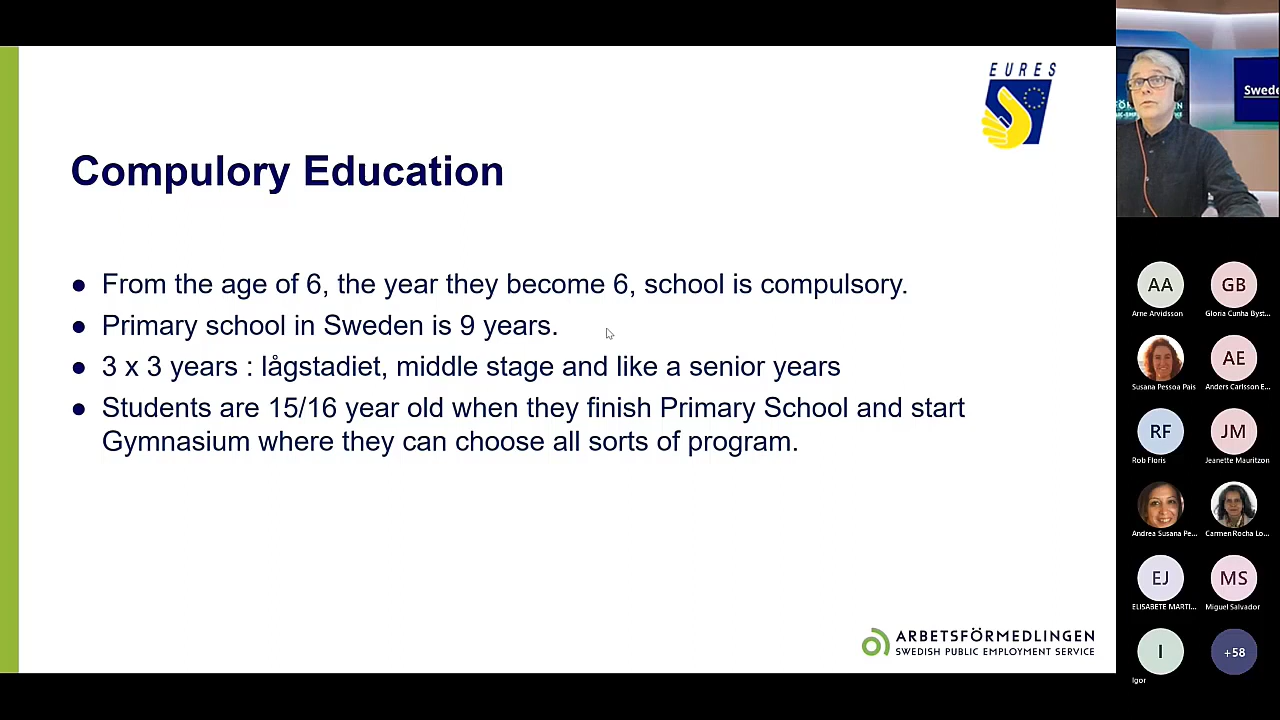 EURES
Compulory Education
● From the age of 6, the year they become 6, school is compulsory.
● Primary school in Sweden is 9 years.
● 3 x 3 years : lågstadiet, middle stage and like a senior years
● Students are 15/16 year old when they finish Primary School and start
Gymnasium where they can choose all sorts of program.
ARBETSFÖRMEDLINGEN
SWEDISH PUBLIC EMPLOYMENT SERVICE
Swede
AA
GB
Arne Arvidsson
Gloria Cunha Byst...
AE
Susana Pessoa Pais
Anders Carlsson E...
RF
JM
Rob Floris
Jeanette Mauritzon
Andrea Susana Pe...
Carmen Rocha Lo...
EJ
MS
ELISABETE MARTI...
Miguel Salvador
I
+58
Igor